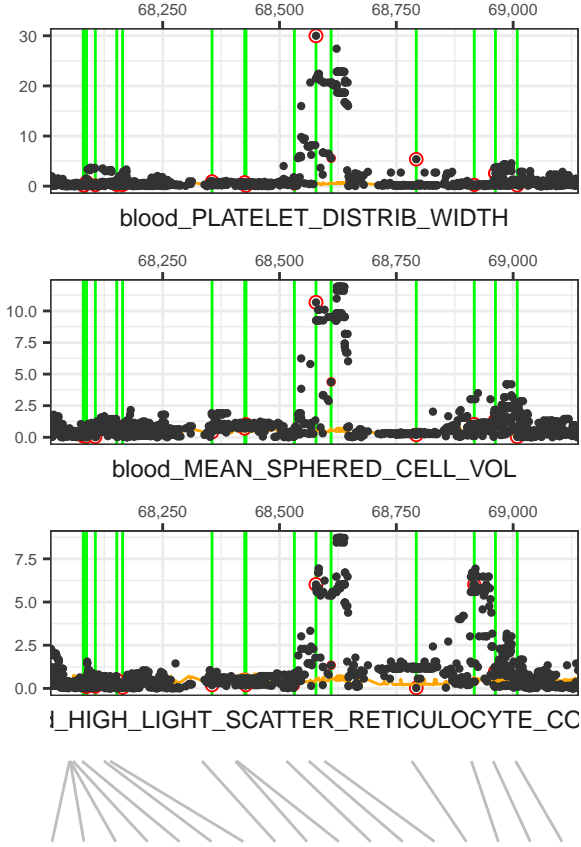 68,250 68,500 68,750 69,000
30
20
10
0
blood_PLATELET_DISTRIB_WIDTH
68,250 68,500 68,750 69,000
10.0
7.5
5.0
2.5
0.0
blood_MEAN_SPHERED_CELL_VOL
68,250 68,500 68,750 69,000
7.5
5.0
2.5
0.0
_HIGH_LIGHT_SCATTER_RETICULOCYTE_CO